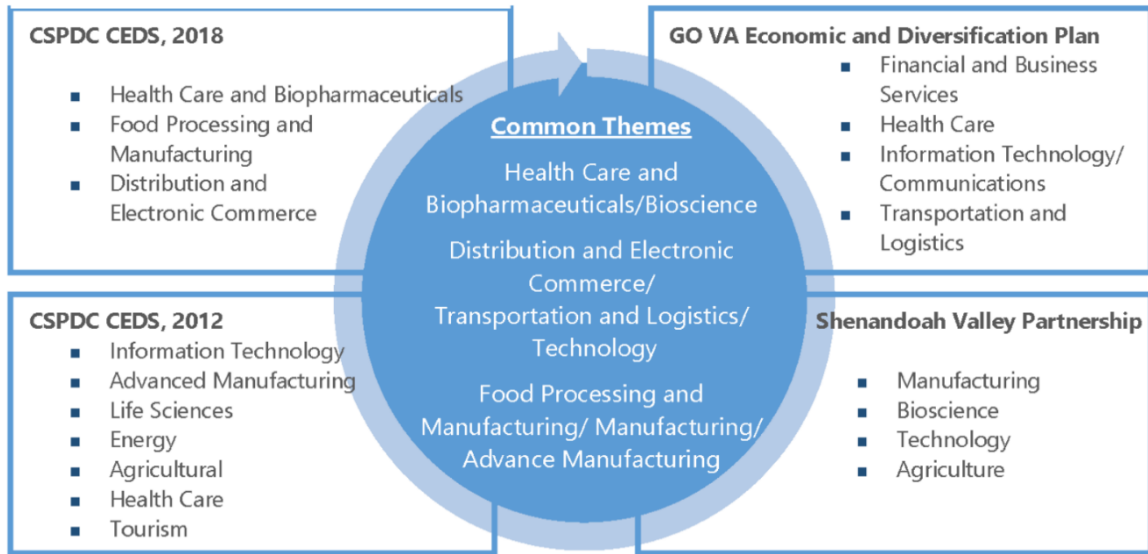 CSPDC CEDS, 2018
▪ Health Care and Biopharmaceuticals
▪ Food Processing and
Manufacturing
▪ Distribution and
Electronic Commerce
GO VA Economic and Diversification Plan
▪ Financial and Business
Services
▪ Health Care
▪ Information Technology/
Communications
▪ Transportation and
Logistics
Common Themes
Health Care and
Biopharmaceuticals/Bioscience
Distribution and Electronic
Commerce/
Transportation and Logistics/
Technology
Food Processing and
Manufacturing/ Manufacturing/
Advance Manufacturing
CSPDC CEDS, 2012
▪ Information Technology
▪ Advanced Manufacturing
▪ Life Sciences
▪ Energy
▪ Agricultural
▪ Health Care
▪ Tourism
Shenandoah Valley Partnership
▪ Manufacturing
▪ Bioscience
▪ Technology
▪ Agriculture